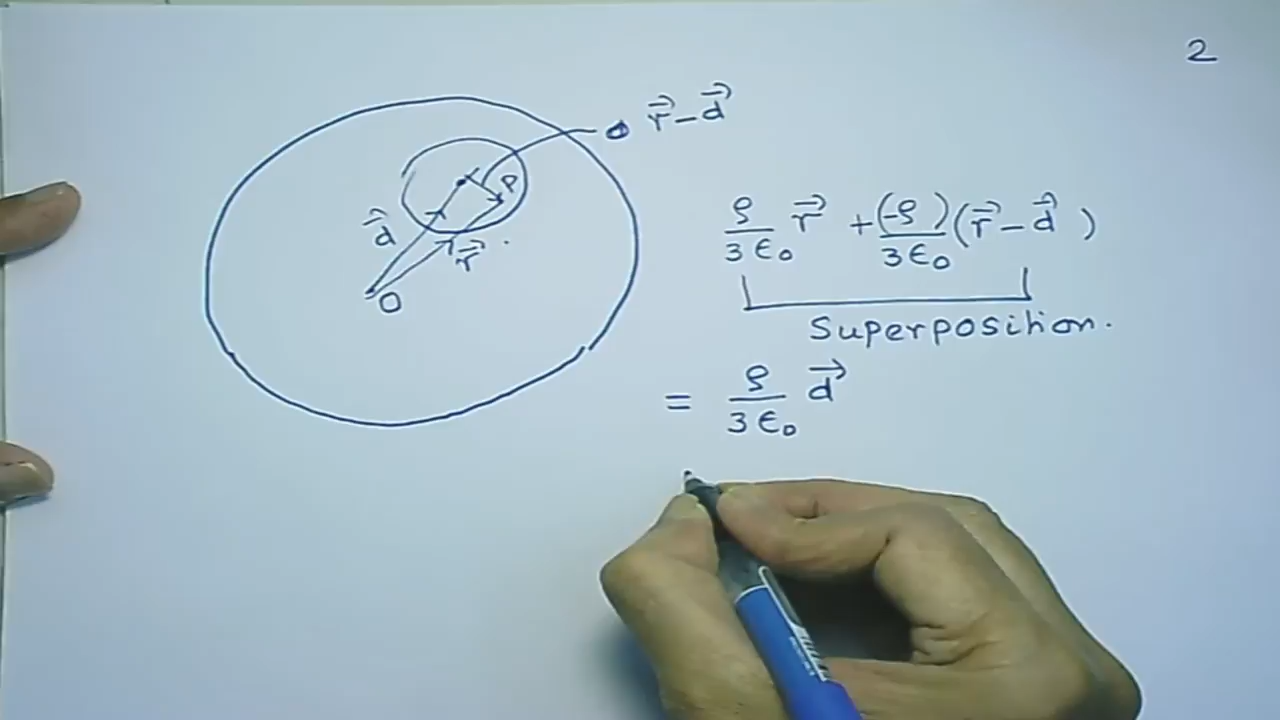 2
r⃗ – d⃗
P
d⃗
r⃗
O
ρ/3ϵ₀ r⃗ + (-ρ)/3ϵ₀ (r⃗ – d⃗)
Superposition.
= ρ/3ϵ₀ d⃗